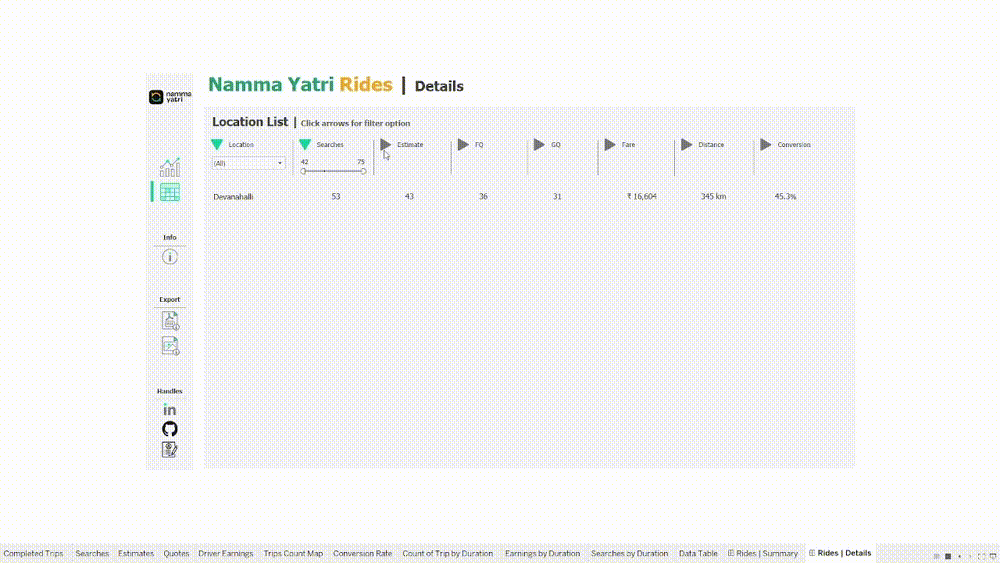 Namma Yatri Rides | Details
namma
yatri
Location List | Click arrows for filter option
Location
Searches
Estimate
FQ
GQ
Fare
Distance
Conversion
(All)
42
75
Devanahalli
53
43
36
31
₹ 16,604
345 km
45.3%
Info
Export
Handles
in
Completed Trips
Searches
Estimates
Quotes
Driver Earnings
Trips Count Map
Conversion Rate
Count of Trip by Duration
Earnings by Duration
Searches by Duration
Data Table
Rides | Summary
Rides | Details